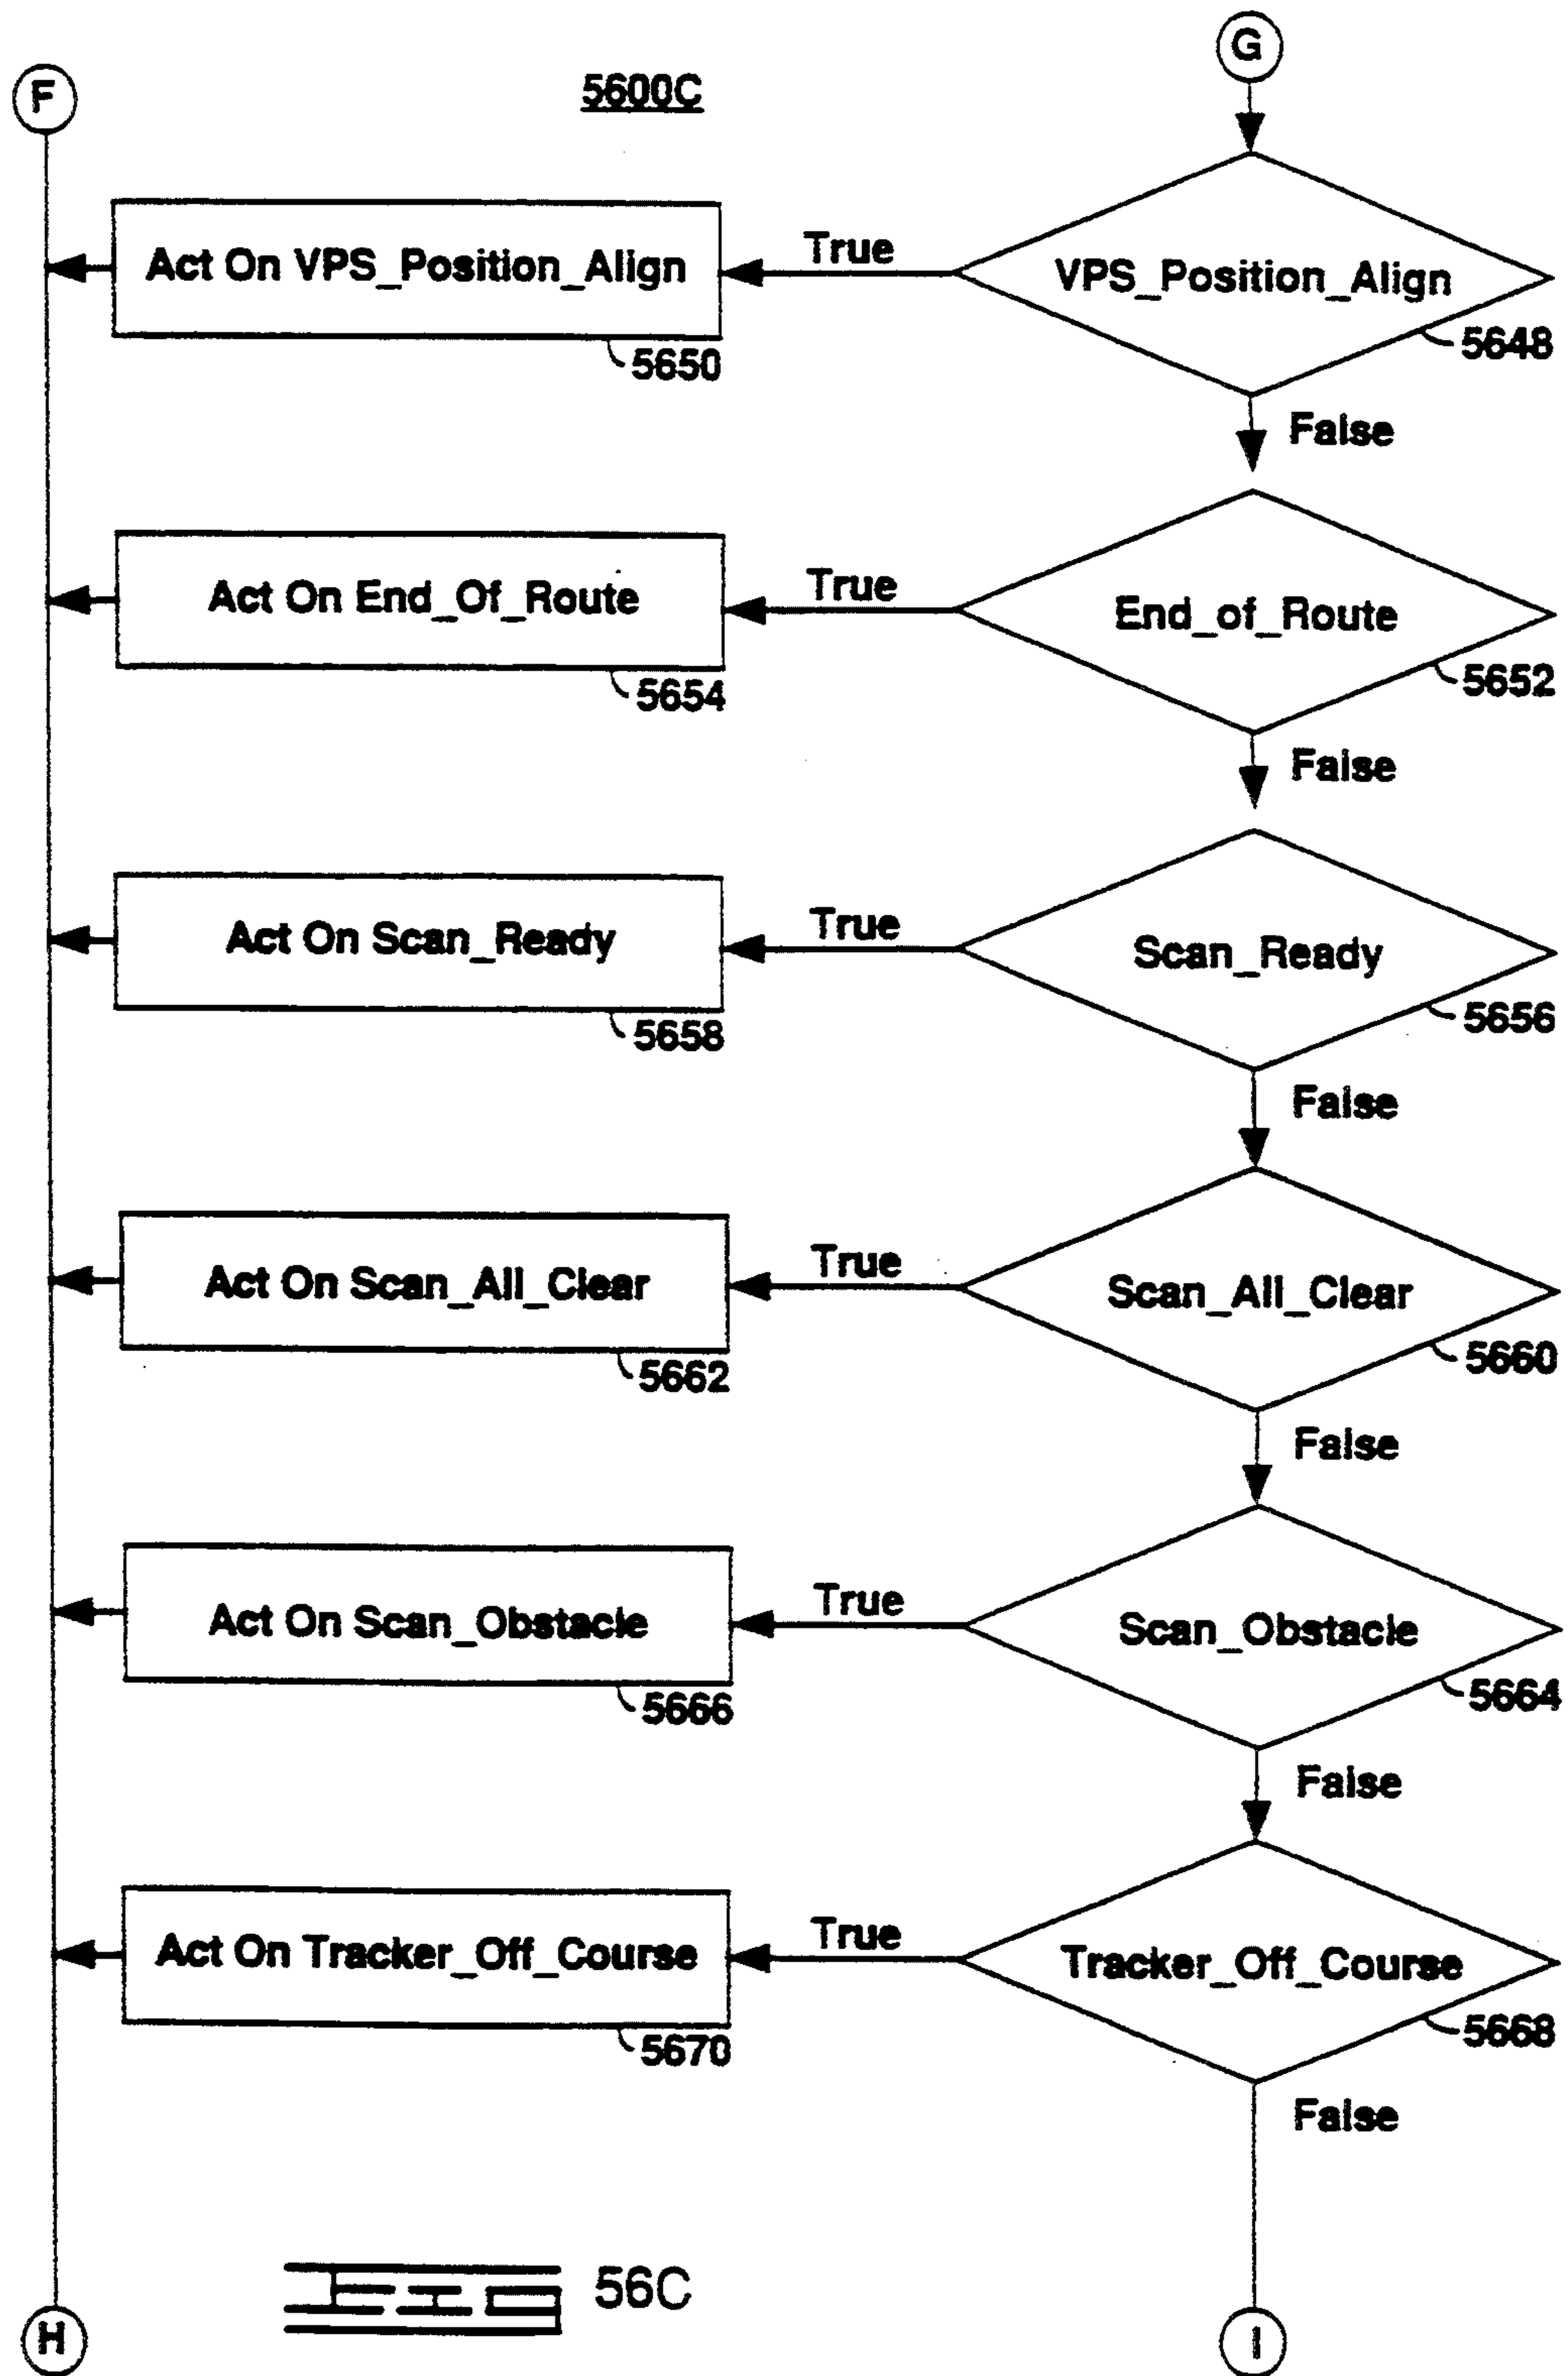 G
F
5600C
Act On VPS_Position_Align
True
VPS_Position_Align
5650
5648
False
Act On End_Of_Route
True
End_of_Route
5654
5652
False
Act On Scan_Ready
True
Scan_Ready
5658
5656
False
Act On Scan_All_Clear
True
Scan_All_Clear
5662
5660
False
Act On Scan_Obstacle
True
Scan_Obstacle
5666
5664
False
Act On Tracker_Off_Course
True
Tracker_Off_Course
5670
5668
False
FIG 56C
H
I